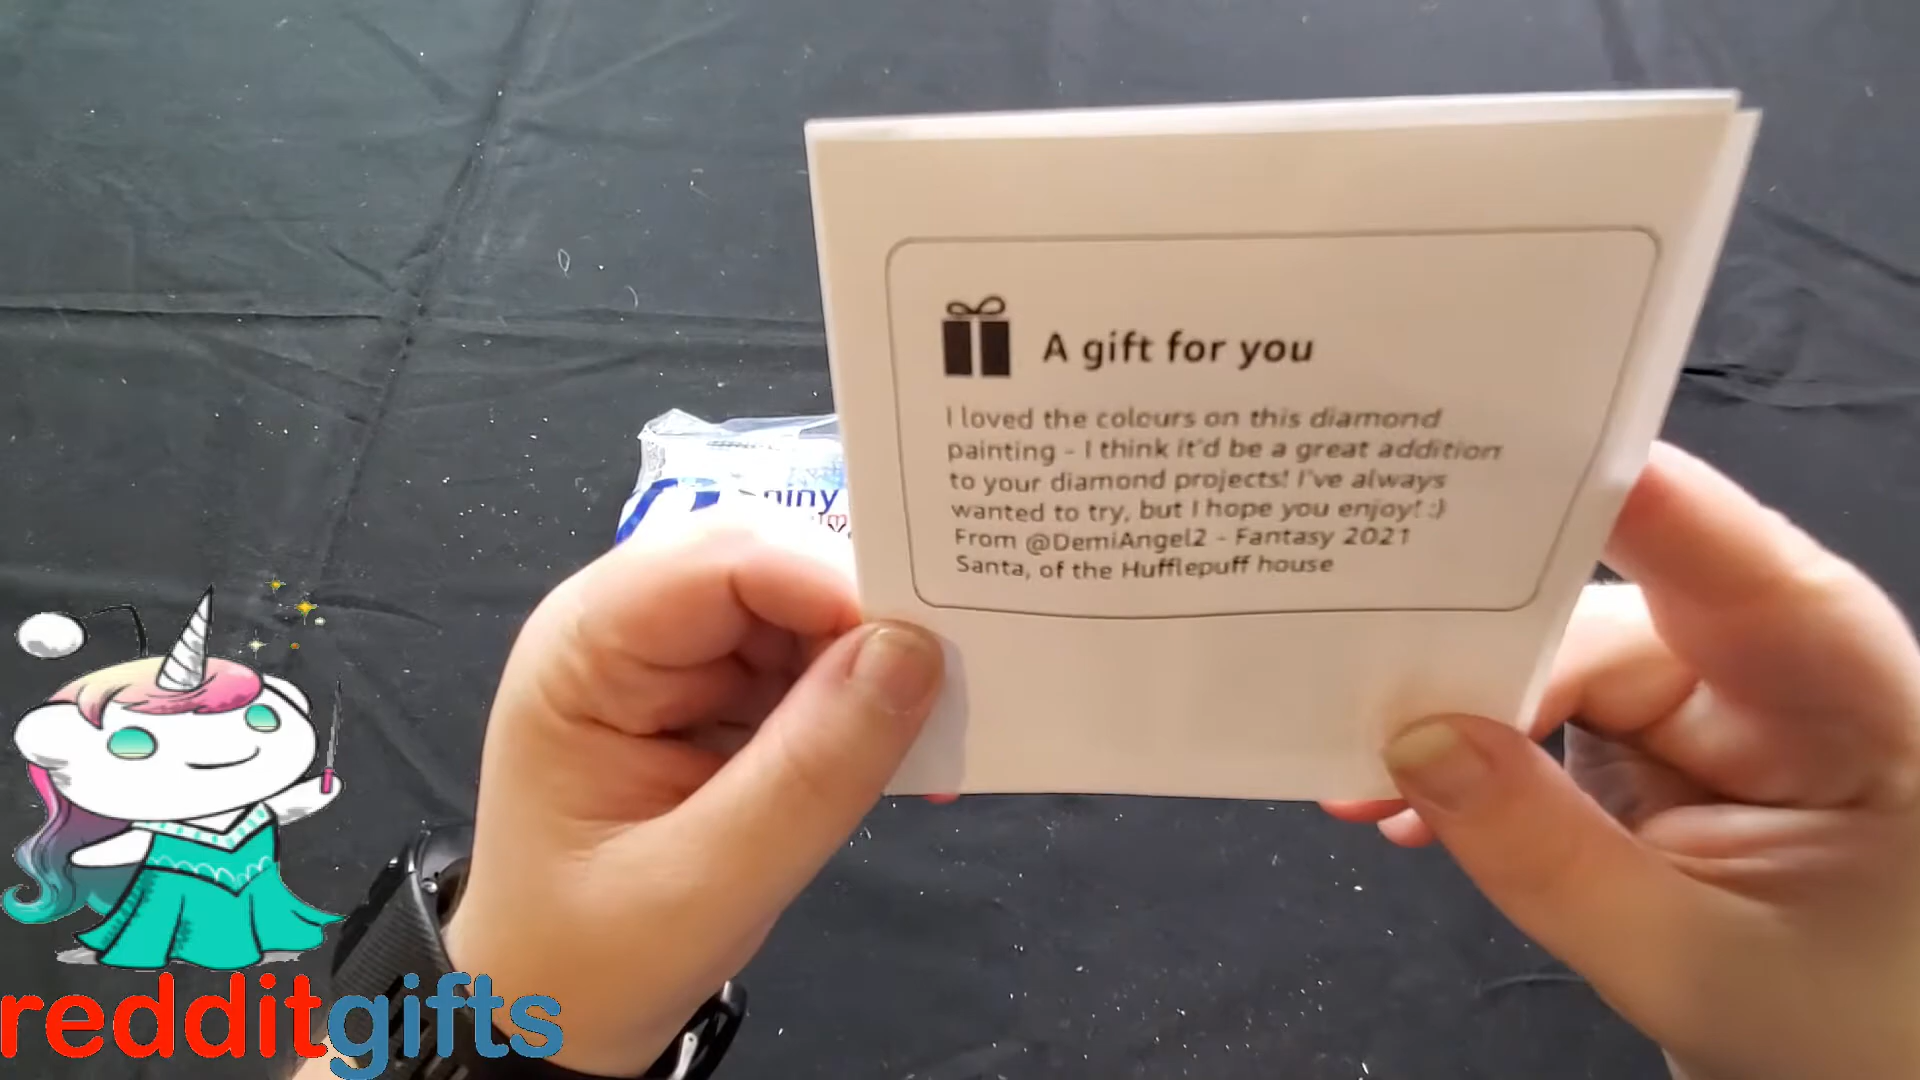 A gift for you
I loved the colours on this diamond
painting - I think it'd be a great addition
to your diamond projects! I've always
wanted to try, but I hope you enjoy! :)
From @DemiAngel2 - Fantasy 2021
Santa, of the Hufflepuff house
redditgifts